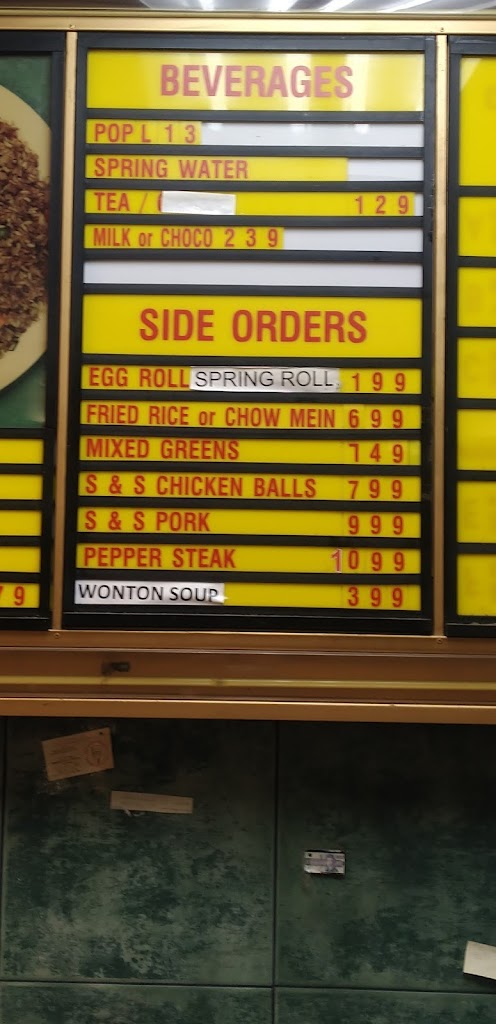 BEVERAGES
POP L 1 3
SPRING WATER
TEA / 1 2 9
MILK or CHOCO 2 3 9
SIDE ORDERS
EGG ROLL SPRING ROLL 1 9 9
FRIED RICE or CHOW MEIN 6 9 9
MIXED GREENS 7 4 9
S & S CHICKEN BALLS 7 9 9
S & S PORK 9 9 9
PEPPER STEAK 1 0 9 9
WONTON SOUP 3 9 9
9